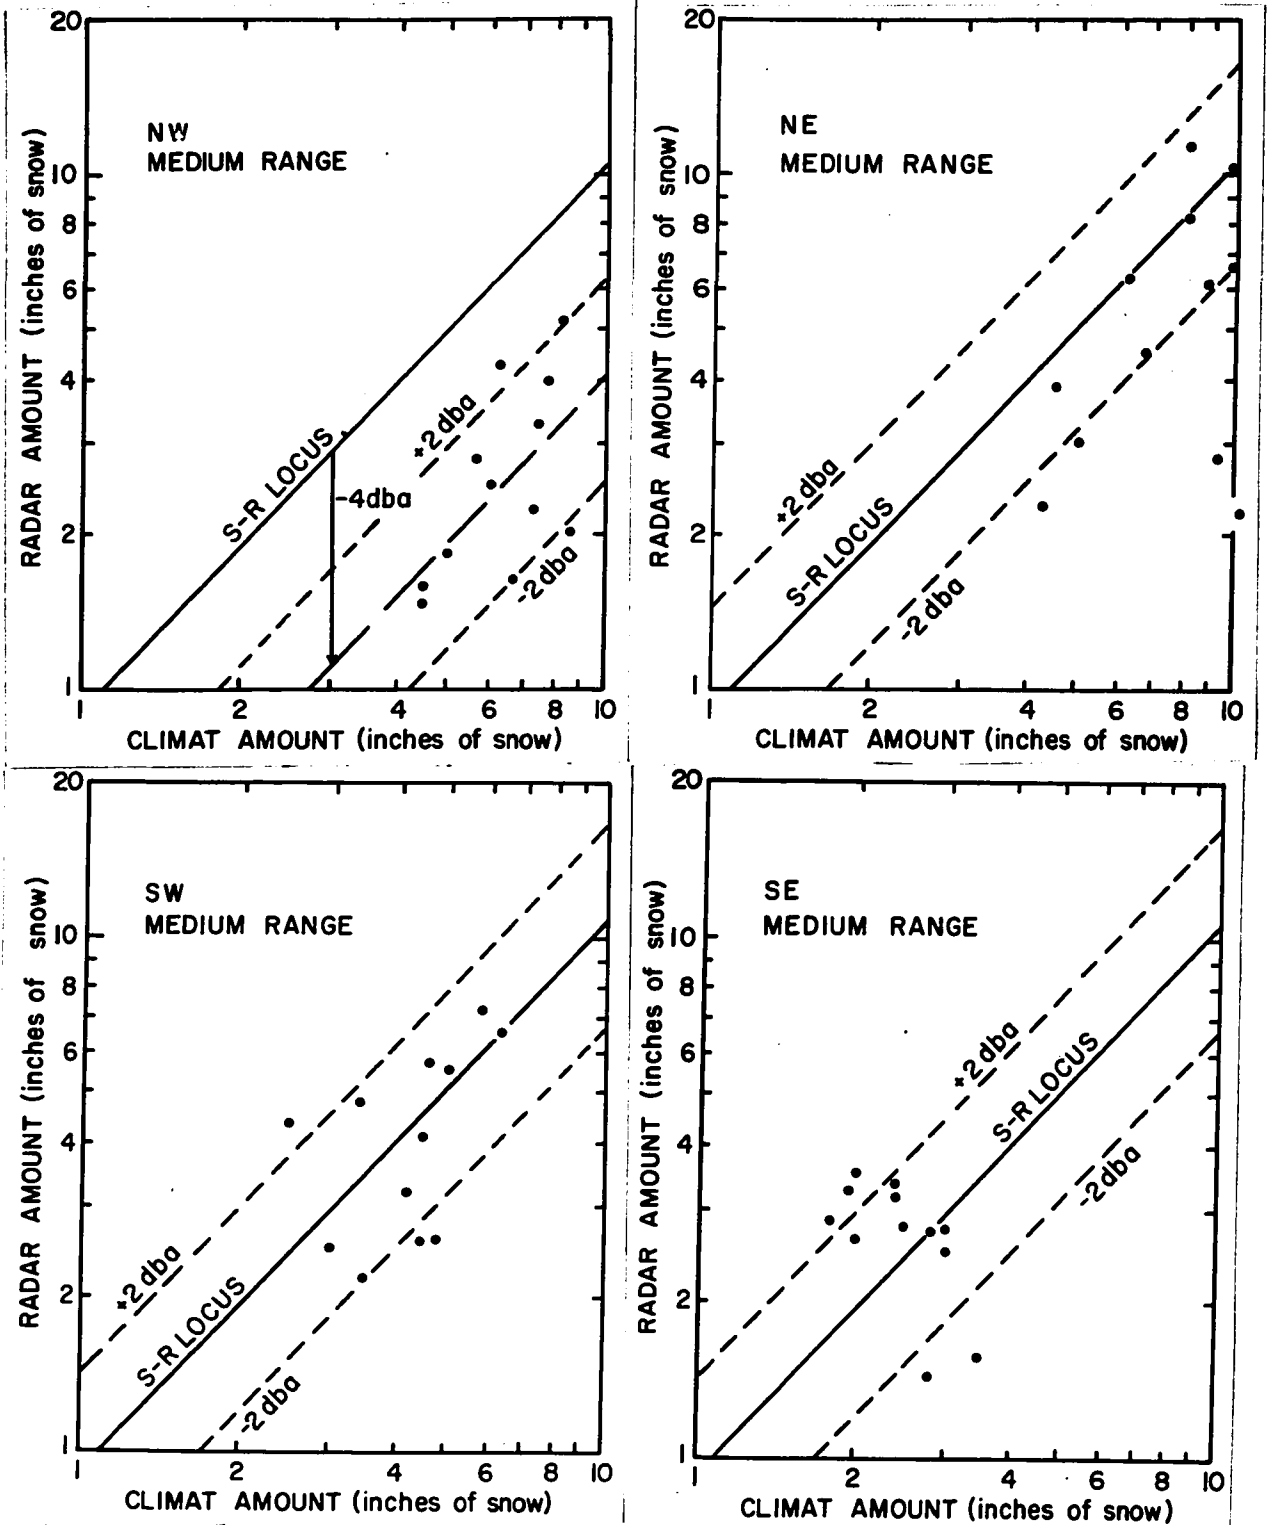 20
10
8
6
4
2
1
RADAR AMOUNT (inches of snow)
NW
MEDIUM RANGE
S-R LOCUS
+2dba
-4dba
-2dba
1 2 4 6 8 10
CLIMAT AMOUNT (inches of snow)
20
10
8
6
4
2
1
RADAR AMOUNT (inches of snow)
NE
MEDIUM RANGE
+2dba
S-R LOCUS
-2dba
1 2 4 6 8 10
CLIMAT AMOUNT (inches of snow)
20
10
8
6
4
2
1
RADAR AMOUNT (inches of snow)
SW
MEDIUM RANGE
+2dba
S-R LOCUS
-2dba
1 2 4 6 8 10
CLIMAT AMOUNT (inches of snow)
20
10
8
6
4
2
1
RADAR AMOUNT (inches of snow)
SE
MEDIUM RANGE
+2dba
S-R LOCUS
-2dba
1 2 4 6 8 10
CLIMAT AMOUNT (inches of snow)